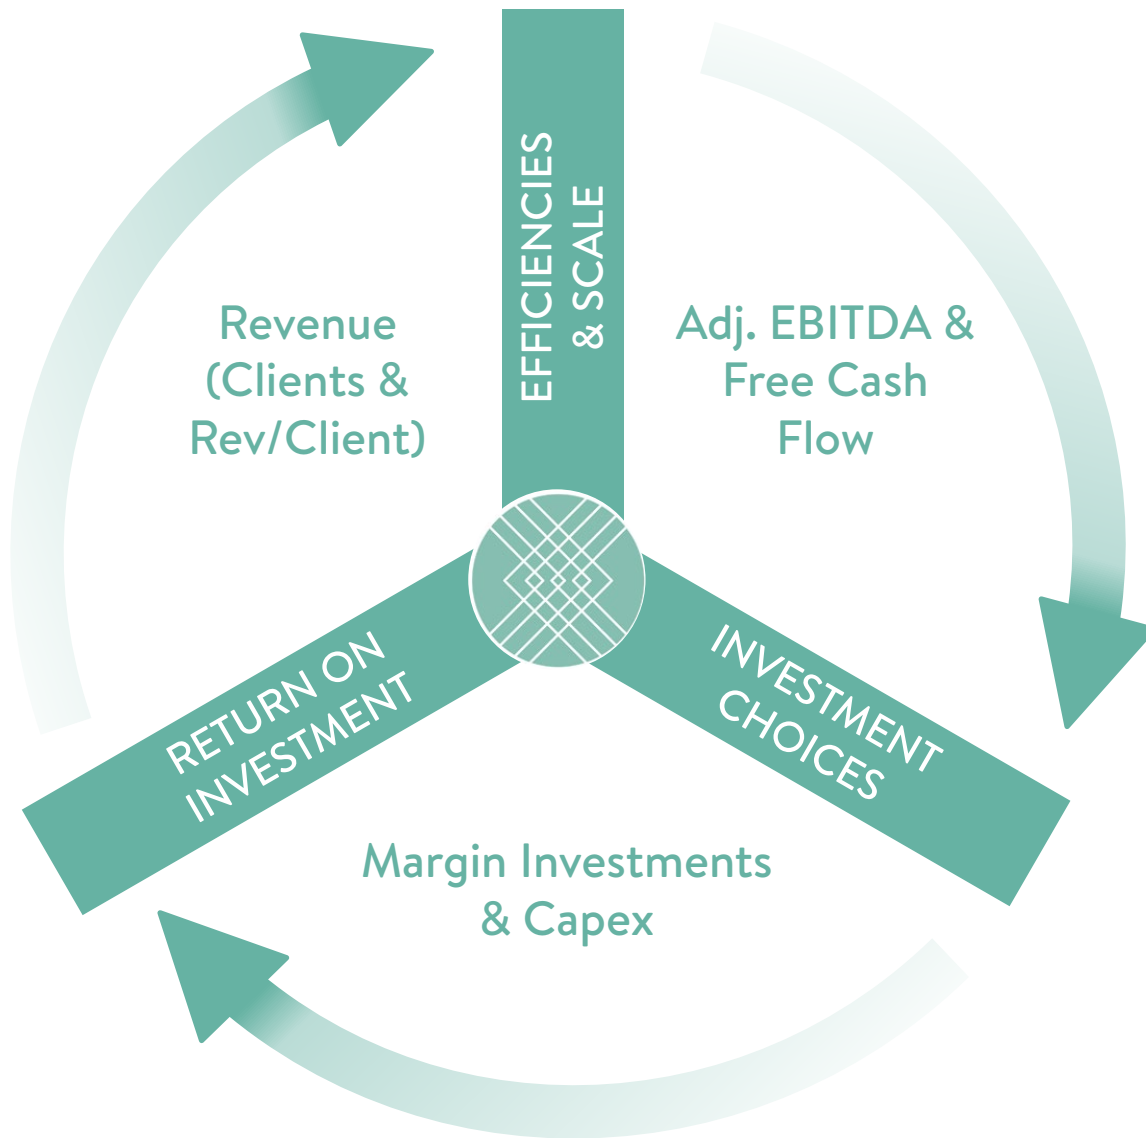 EFFICIENCIES
& SCALE
Revenue
(Clients &
Rev/Client)
Adj. EBITDA &
Free Cash
Flow
RETURN ON
INVESTMENT
INVESTMENT
CHOICES
Margin Investments
& Capex